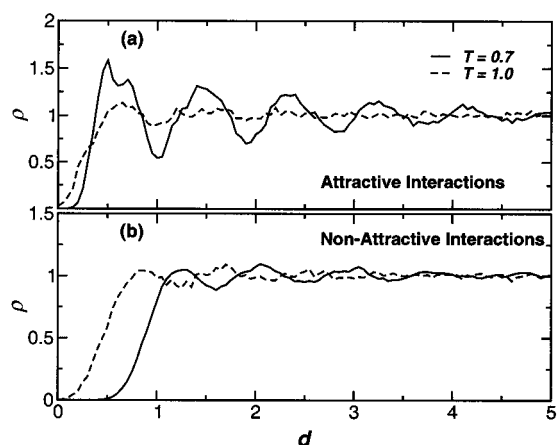 2
(a)
T = 0.7
T = 1.0
1.5
ρ
1
0.5
Attractive Interactions
1.5
(b)
Non-Attractive Interactions
1
ρ
0.5
0
0 1 2 3 4 5
d